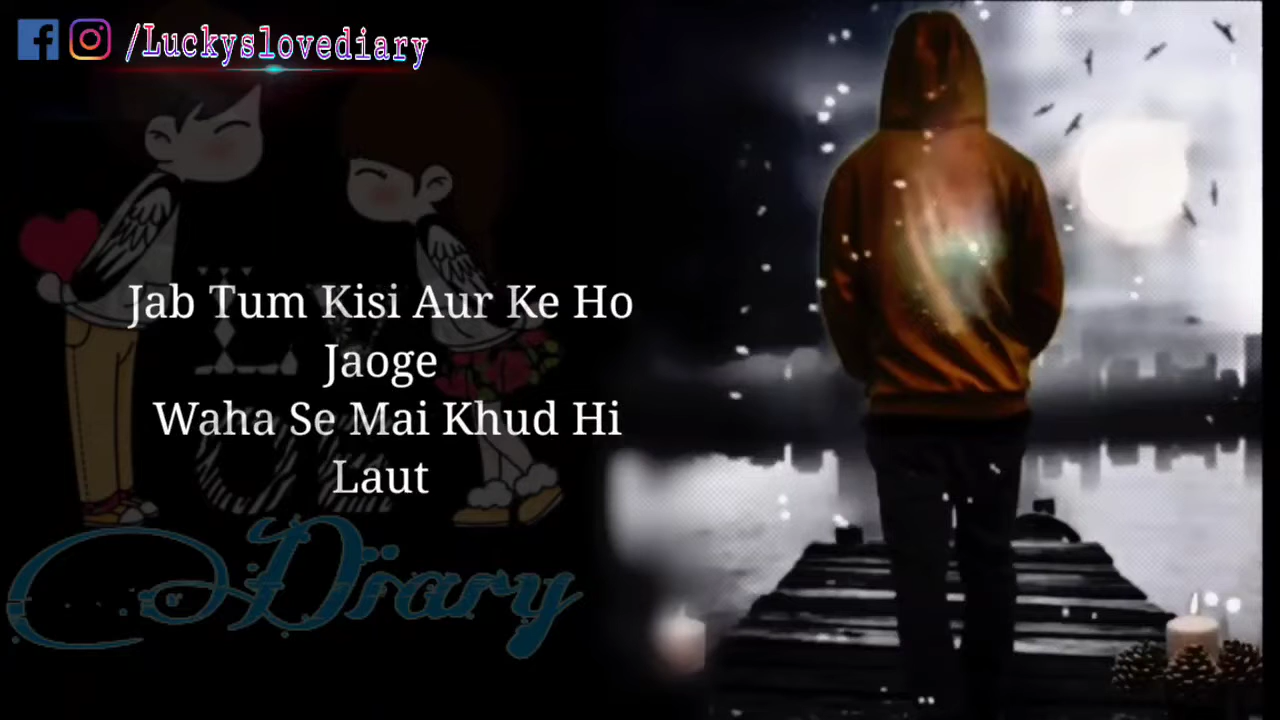 /Luckyslovediary
Jab Tum Kisi Aur Ke Ho
Jaoge
Waha Se Mai Khud Hi
Laut
Diary